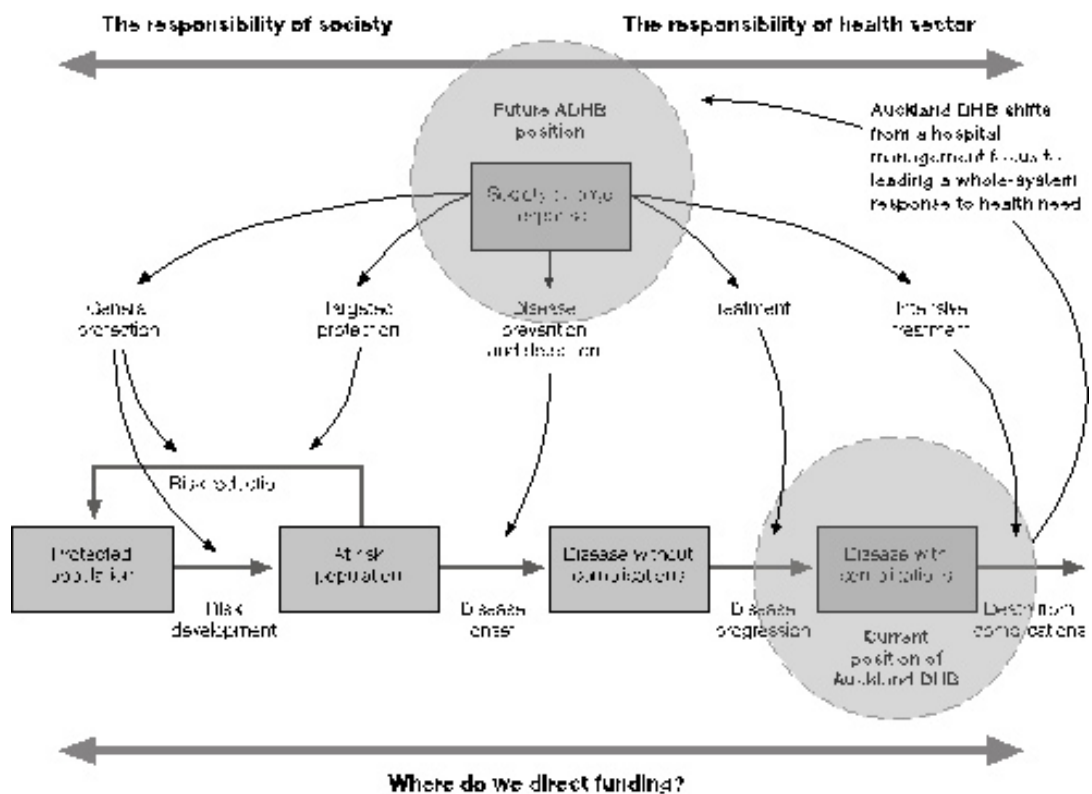 The responsibility of society
The responsibility of health sector
Future ADHB
position
Auckland DHB shifts
from a hospital
management focus to
leading a whole-system
response to health need
Society
response
General
protection
Targeted
protection
Disease
prevention
and detection
Treatment
Intensive
treatment
Risk reduction
Protected
population
At risk
population
Disease without
complications
Disease with
complications
Risk
development
Disease
onset
Disease
progression
Death from
complications
Current
position of
Auckland DHB
Where do we direct funding?